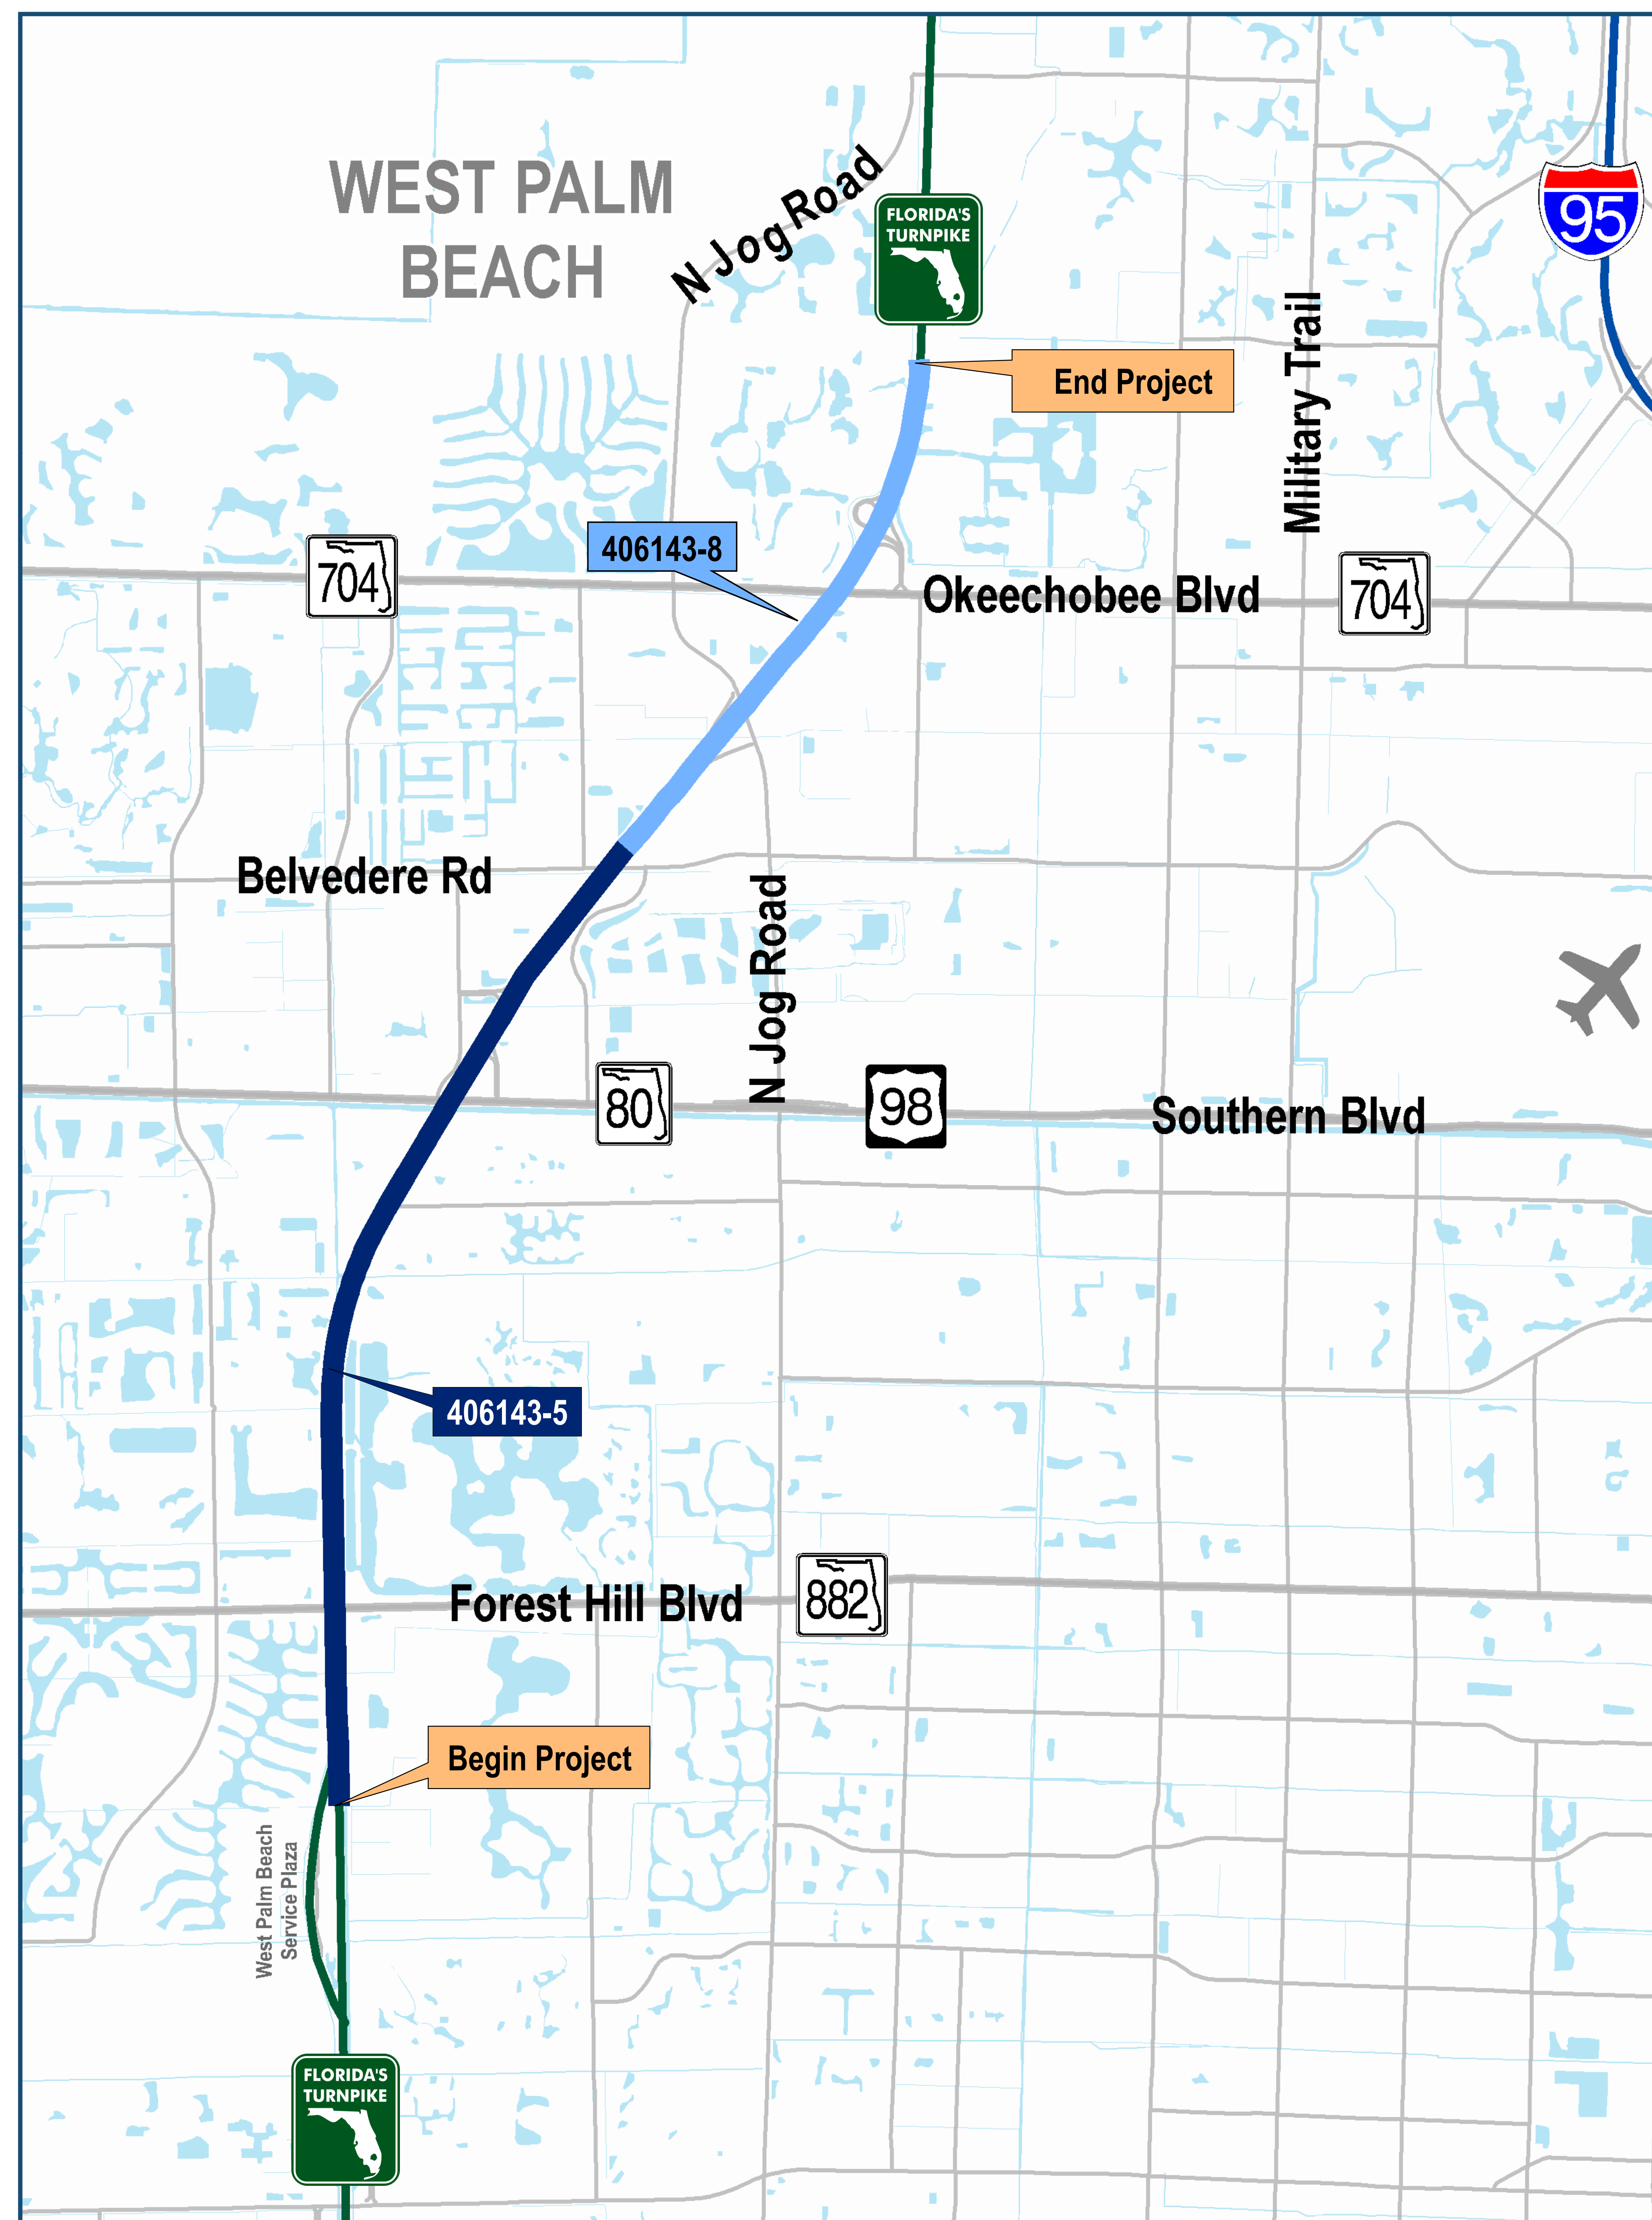 WEST PALM
BEACH
N Jog Road
FLORIDA'S
TURNPIKE
95
End Project
Military Trail
406143-8
704
Okeechobee Blvd
704
Belvedere Rd
N Jog Road
80
98
Southern Blvd
406143-5
Forest Hill Blvd
882
Begin Project
West Palm Beach
Service Plaza
FLORIDA'S
TURNPIKE